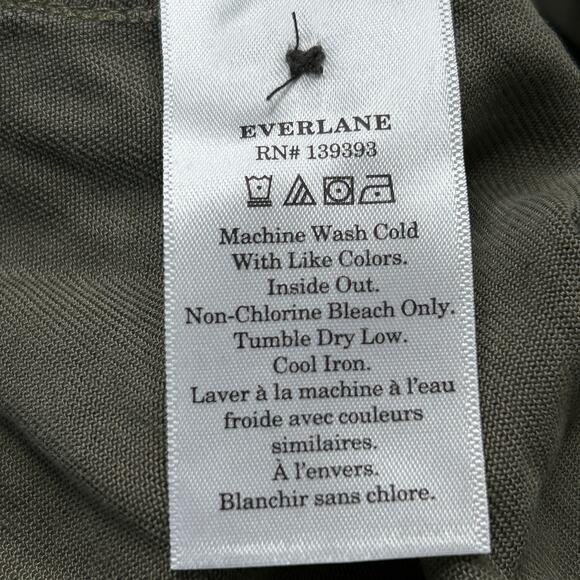 EVERLANE
RN# 139393
Machine Wash Cold
With Like Colors.
Inside Out.
Non-Chlorine Bleach Only.
Tumble Dry Low.
Cool Iron.
Laver à la machine à l'eau
froide avec couleurs
similaires.
À l'envers.
Blanchir sans chlore.